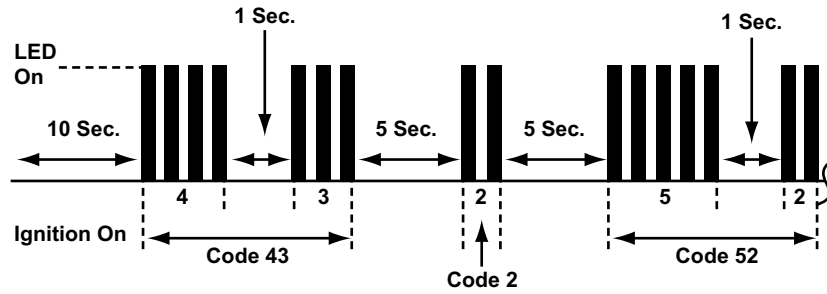 1 Sec.
1 Sec.
LED
On
10 Sec.
5 Sec.
5 Sec.
4
3
2
5
2
Ignition On
Code 43
Code 52
Code 2